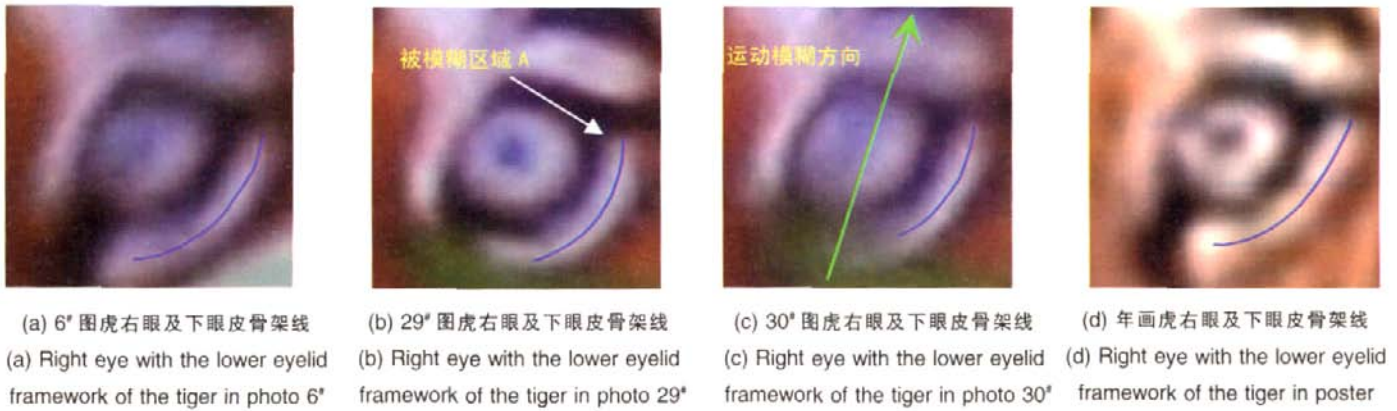 被模糊区域 A
运动模糊方向
(a) 6# 图虎右眼及下眼皮骨架线
(a) Right eye with the lower eyelid
framework of the tiger in photo 6#
(b) 29# 图虎右眼及下眼皮骨架线
(b) Right eye with the lower eyelid
framework of the tiger in photo 29#
(c) 30# 图虎右眼及下眼皮骨架线
(c) Right eye with the lower eyelid
framework of the tiger in photo 30#
(d) 年画虎右眼及下眼皮骨架线
(d) Right eye with the lower eyelid
framework of the tiger in poster